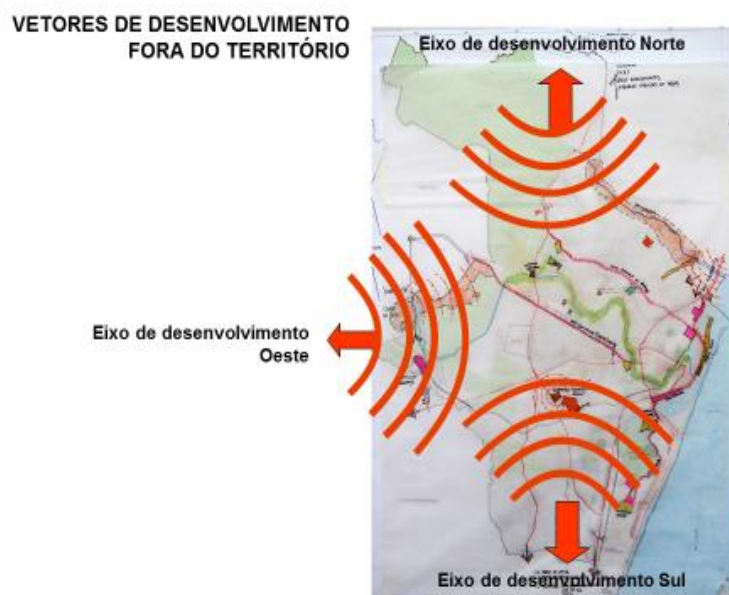 VETORES DE DESENVOLVIMENTO
FORA DO TERRITÓRIO
Eixo de desenvolvimento Norte
Eixo de desenvolvimento
Oeste
Eixo de desenvolvimento Sul